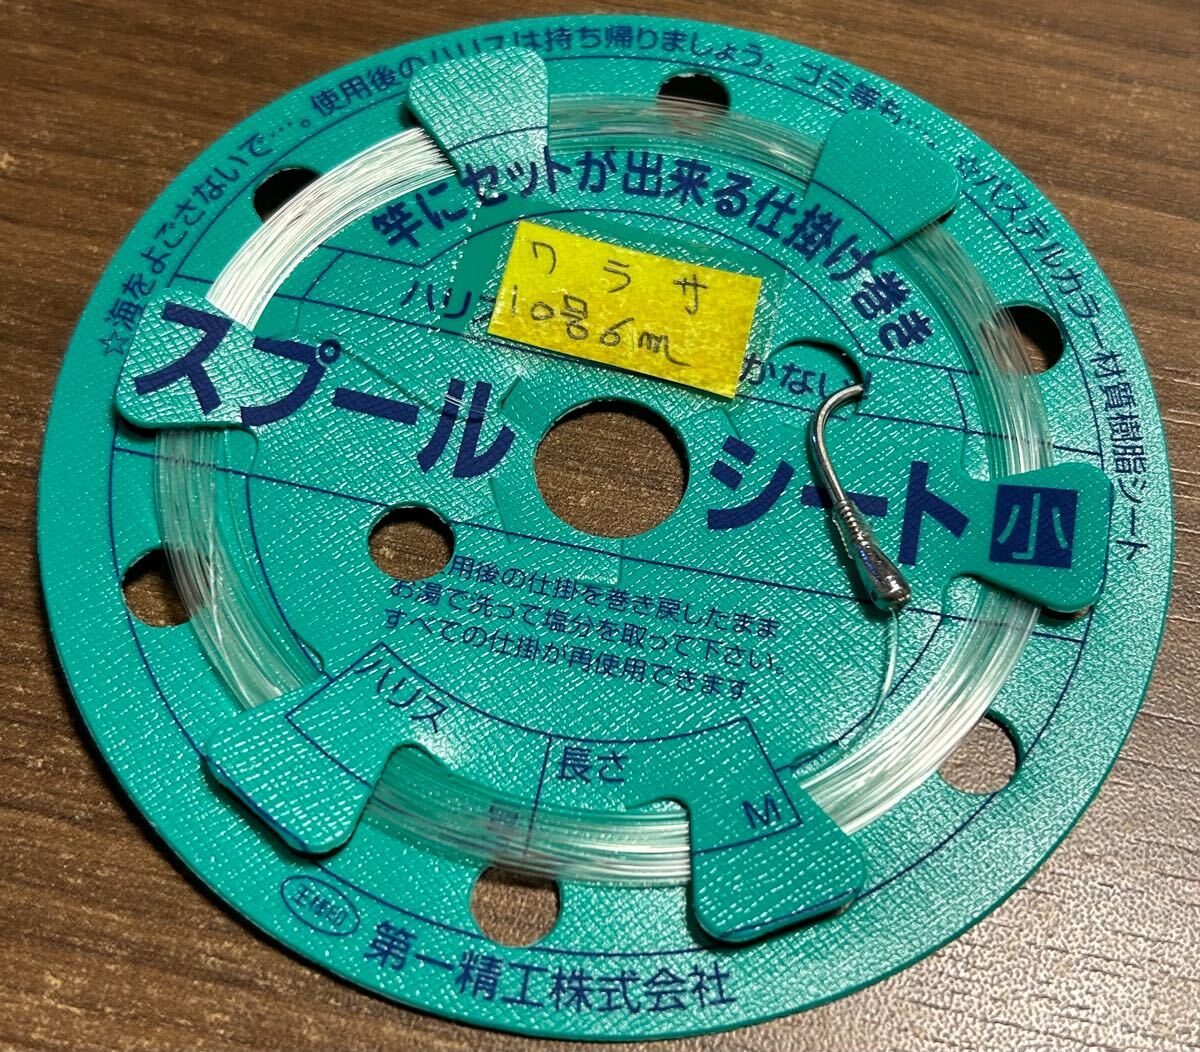 ☆海をよごさないで…。使用後のハリスは持ち帰りましょう。ゴミ等も……
☆パステルカラー材質樹脂シート
竿にセットが出来る仕掛け巻き
ワラサ
10号6m
ハリス
かない!
スプールシート小
用後の仕掛を巻き戻したまま
お湯で洗って塩分を取って下さい。
すべての仕掛が再使用できます
ハリス
長さ
M
第一精工株式会社